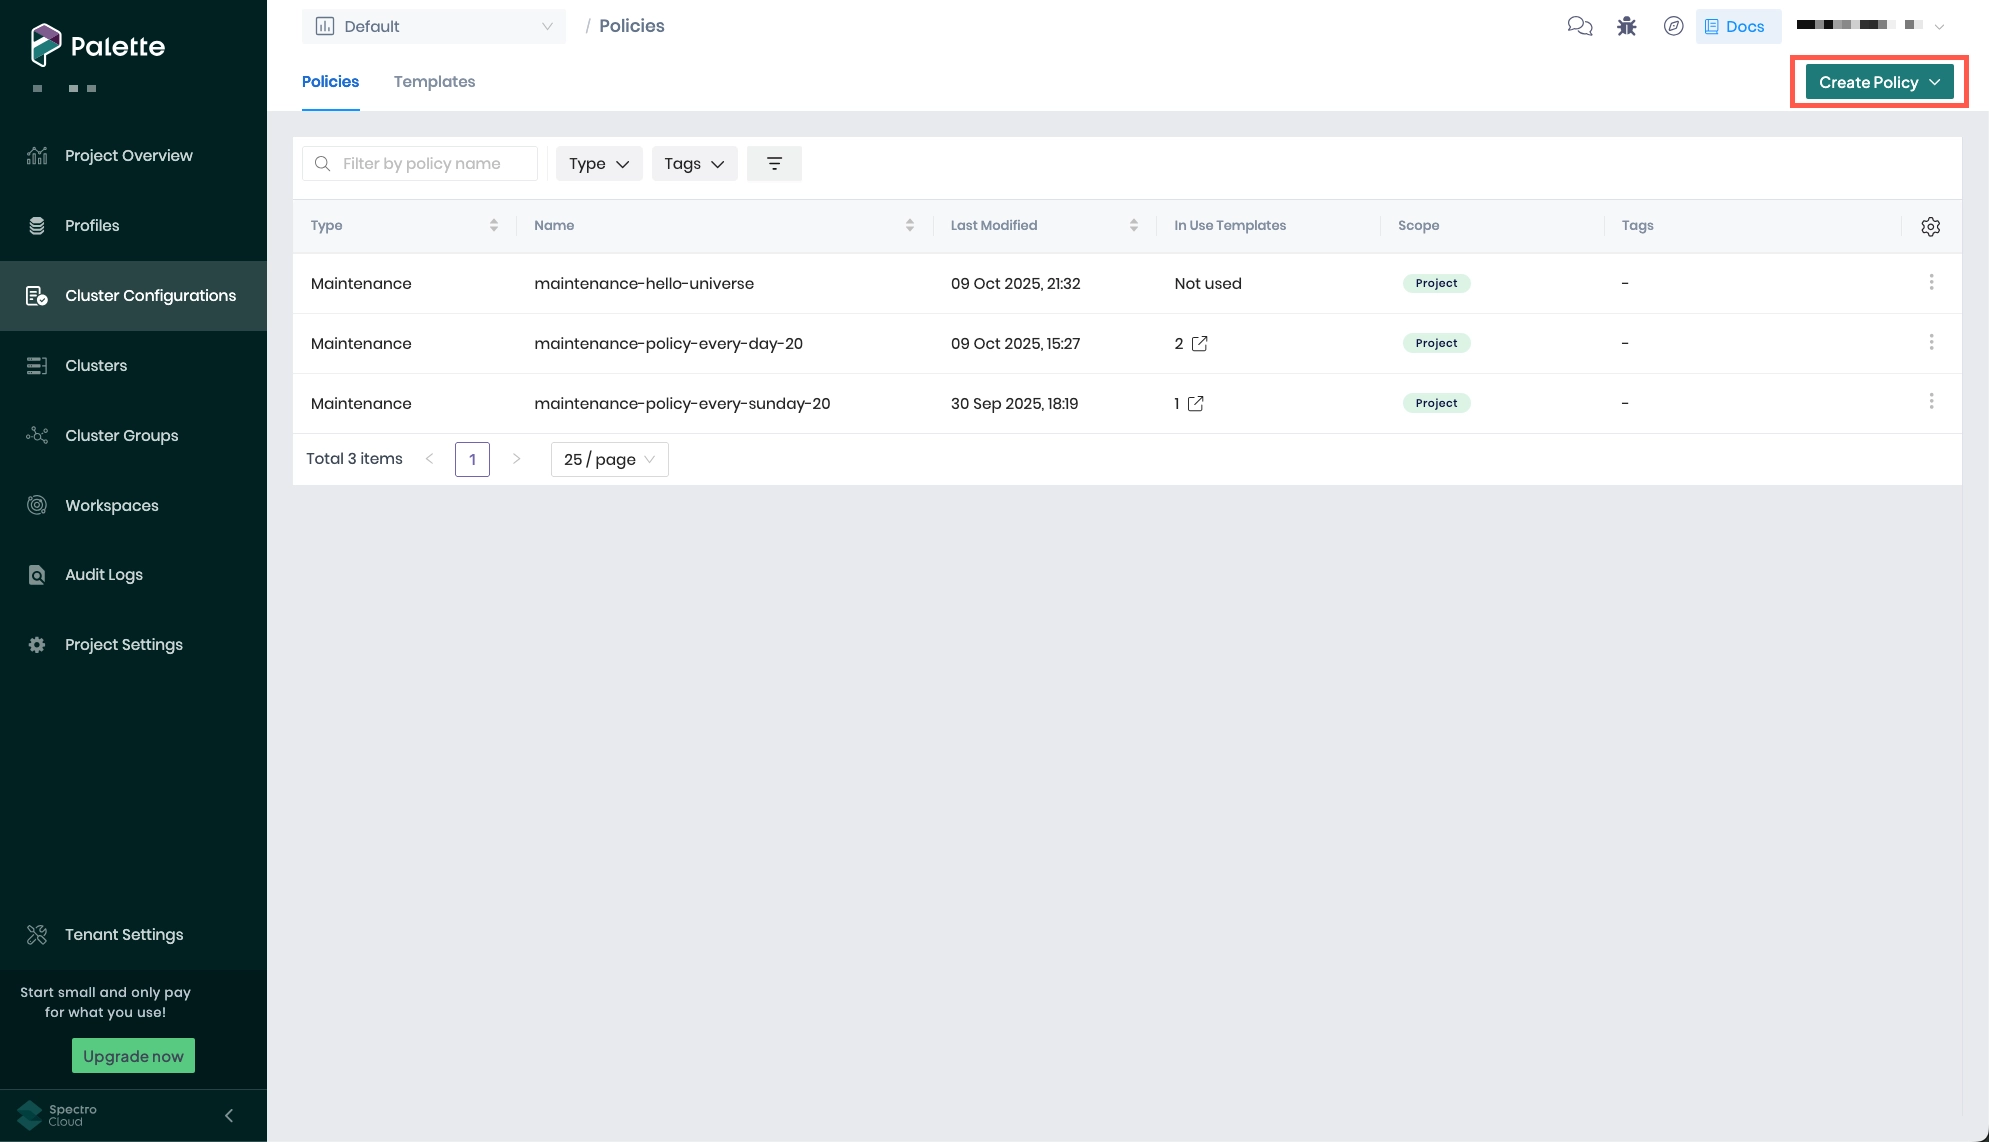 Palette
Project Overview
Profiles
Cluster Configurations
Clusters
Cluster Groups
Workspaces
Audit Logs
Project Settings
Tenant Settings
Start small and only pay
for what you use!
Upgrade now
Spectro
Cloud
Default / Policies
Docs
Policies Templates
Create Policy
Filter by policy name Type Tags
Type Name Last Modified In Use Templates Scope Tags
Maintenance maintenance-hello-universe 09 Oct 2025, 21:32 Not used Project -
Maintenance maintenance-policy-every-day-20 09 Oct 2025, 15:27 2 Project -
Maintenance maintenance-policy-every-sunday-20 30 Sep 2025, 18:19 1 Project -
Total 3 items < 1 > 25 / page